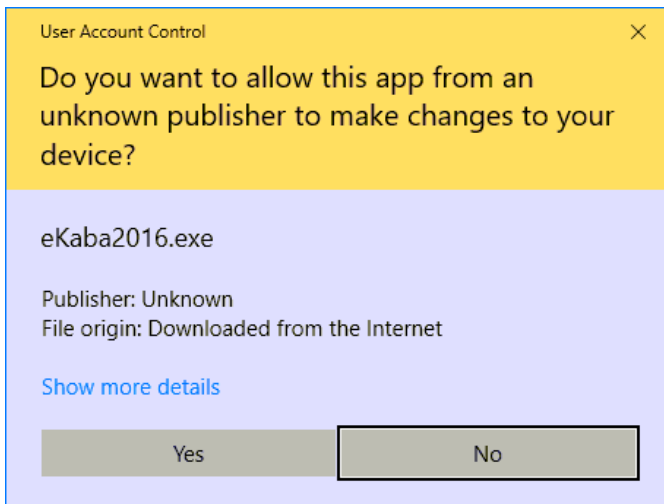 User Account Control
Do you want to allow this app from an
unknown publisher to make changes to your
device?
eKaba2016.exe
Publisher: Unknown
File origin: Downloaded from the Internet
Show more details
Yes
No